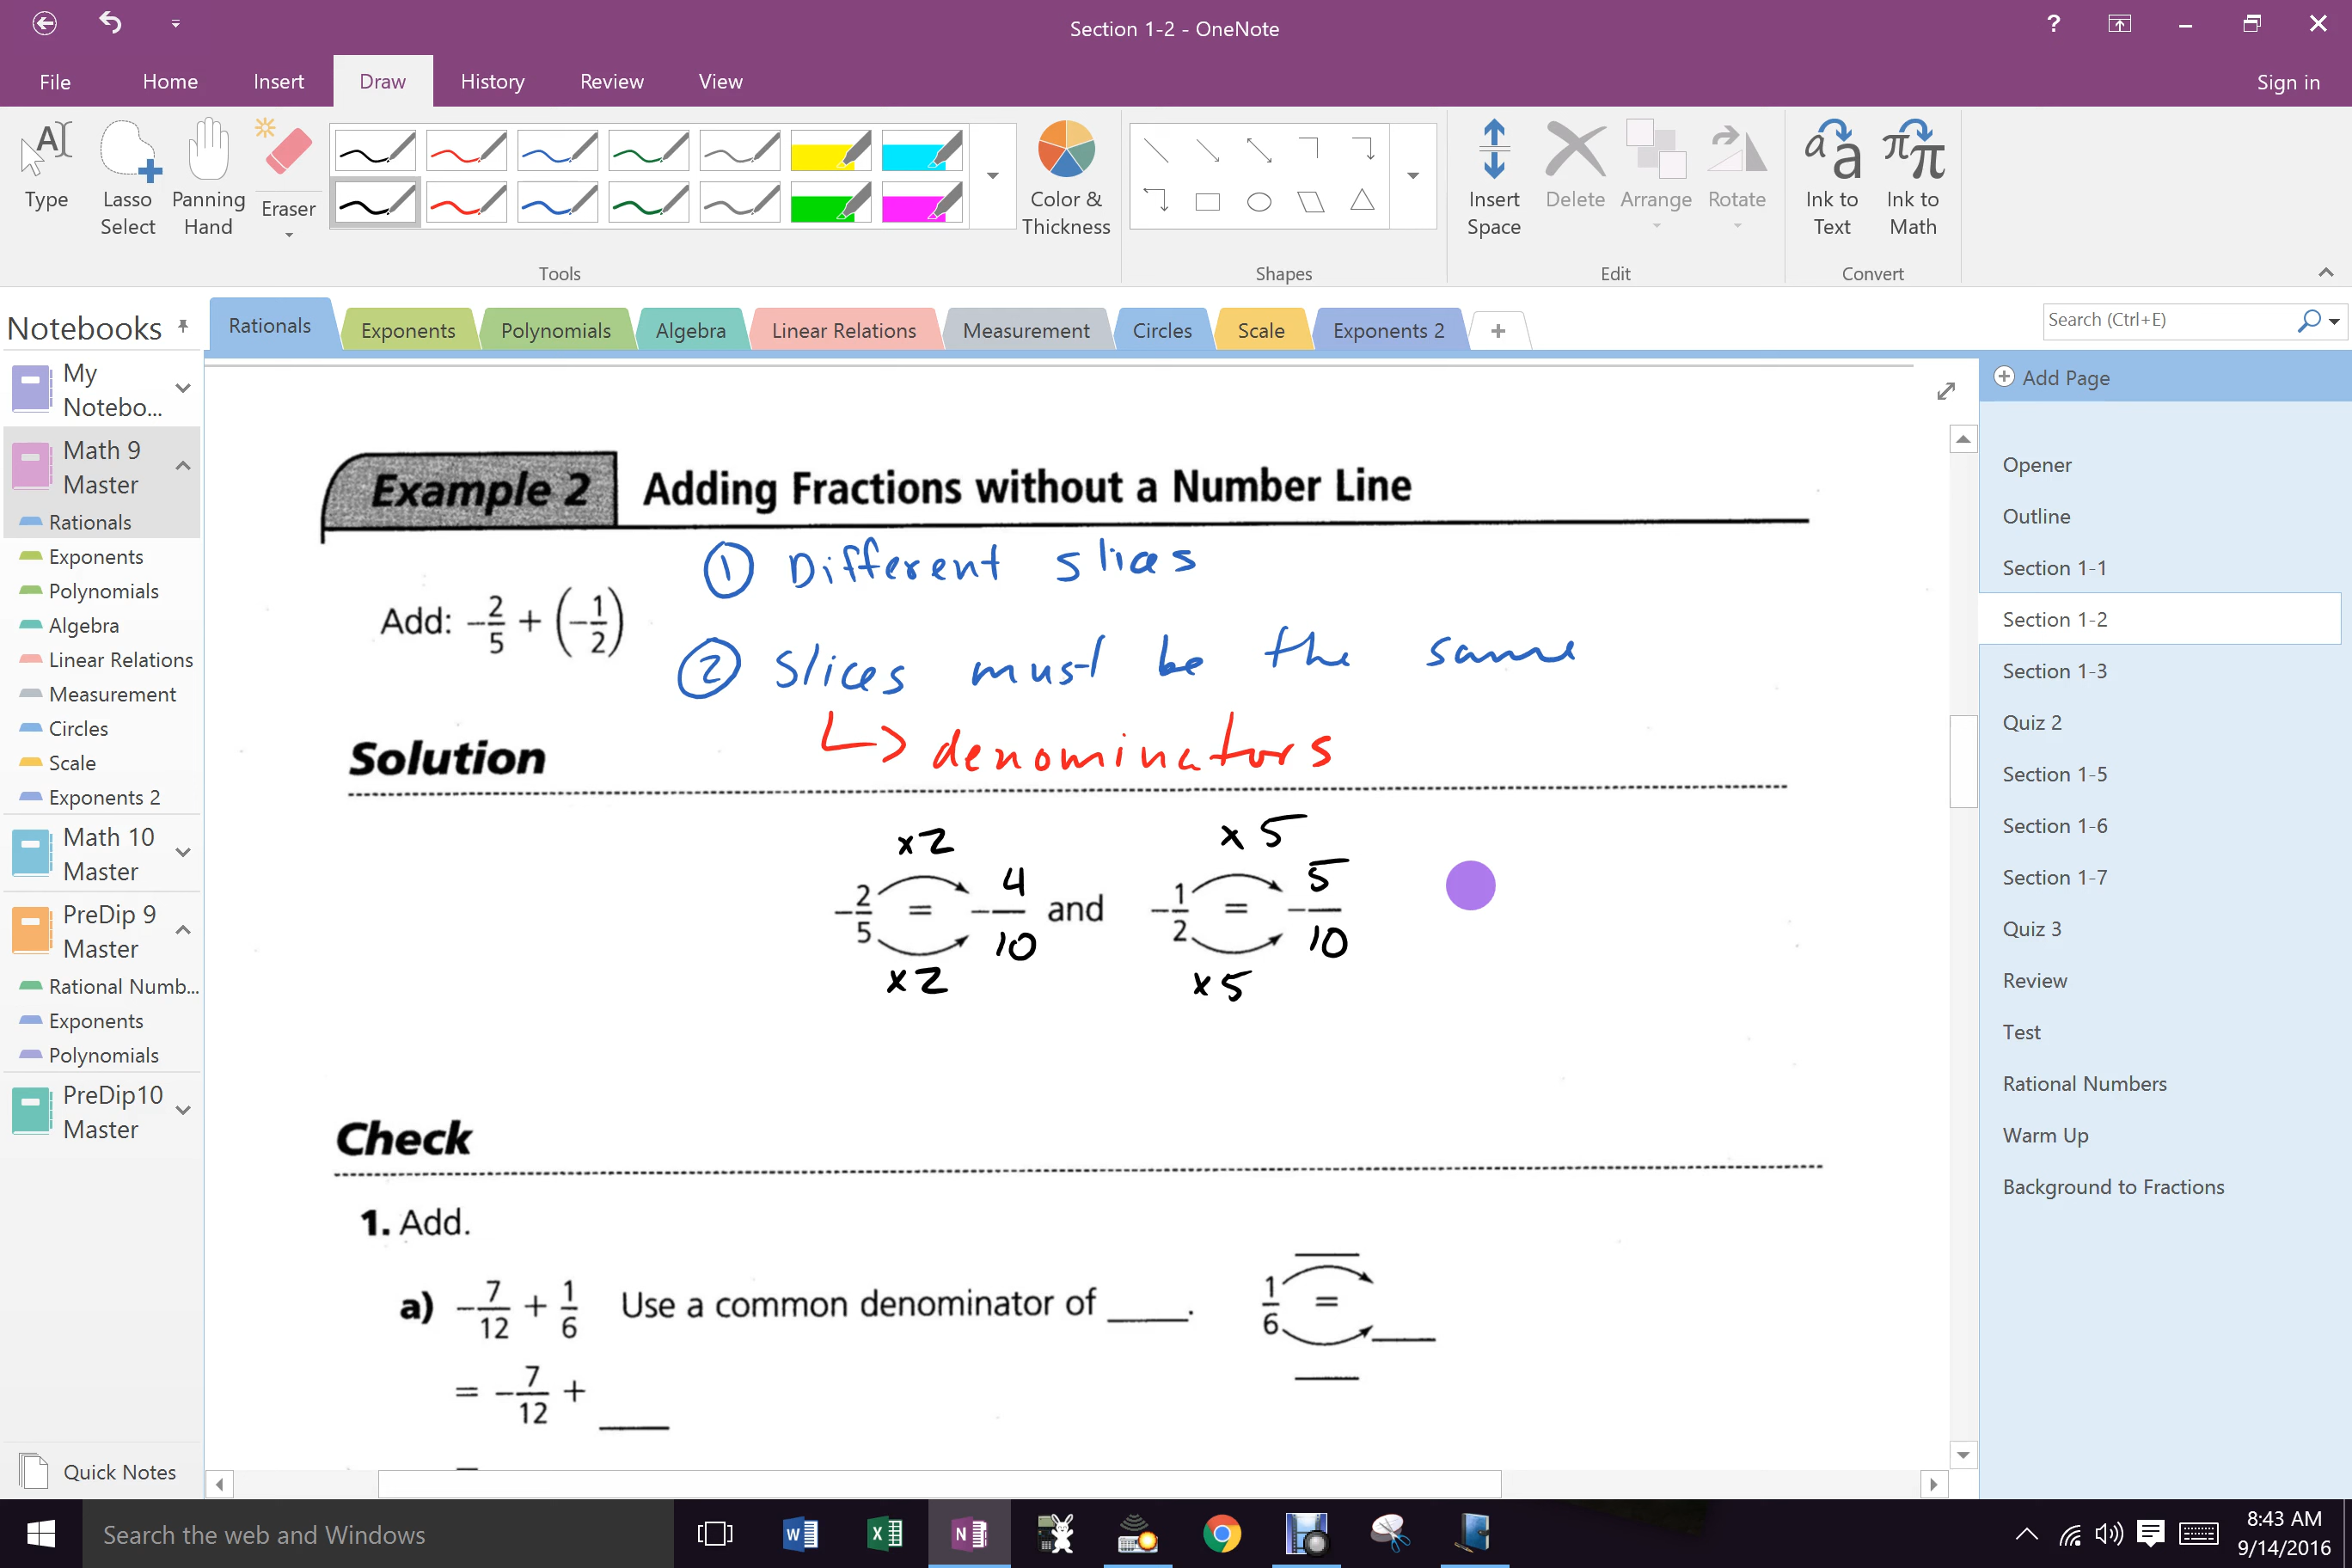 Section 1-2 - OneNote
File Home Insert Draw History Review View Sign in
Type Lasso Select Panning Hand Eraser Color & Thickness Insert Space Delete Arrange Rotate Ink to Text Ink to Math
Tools Shapes Edit Convert
Notebooks
Rationals Exponents Polynomials Algebra Linear Relations Measurement Circles Scale Exponents 2 +
Search (Ctrl+E)
My Notebo...
Math 9 Master
Rationals
Exponents
Polynomials
Algebra
Linear Relations
Measurement
Circles
Scale
Exponents 2
Math 10 Master
PreDip 9 Master
Rational Numb...
Exponents
Polynomials
PreDip10 Master
Quick Notes
Example 2 Adding Fractions without a Number Line
① Different slices
Add: -2/5 + (-1/2)
② Slices must be the same
↳ denominators
Solution
x2 x5
-2/5 = -4/10 and -1/2 = -5/10
x2 x5
Check
1. Add.
a) -7/12 + 1/6 Use a common denominator of ____. 1/6 = ____
= -7/12 + ____
=
Add Page
Opener
Outline
Section 1-1
Section 1-2
Section 1-3
Quiz 2
Section 1-5
Section 1-6
Section 1-7
Quiz 3
Review
Test
Rational Numbers
Warm Up
Background to Fractions
Search the web and Windows
8:43 AM
9/14/2016